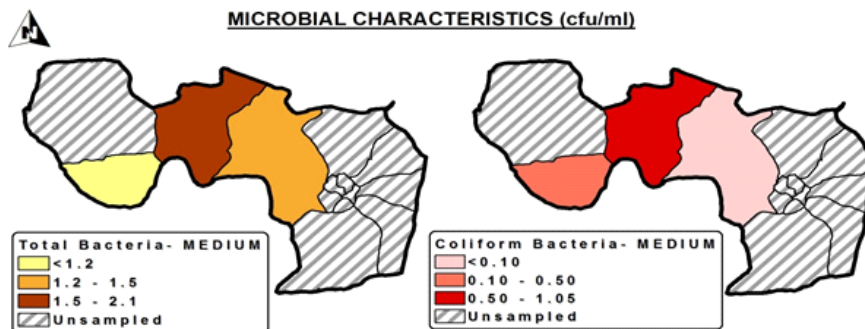 MICROBIAL CHARACTERISTICS (cfu/ml)
N
Total Bacteria- MEDIUM
<1.2
1.2 - 1.5
1.5 - 2.1
Unsampled
Coliform Bacteria- MEDIUM
<0.10
0.10 - 0.50
0.50 - 1.05
Unsampled